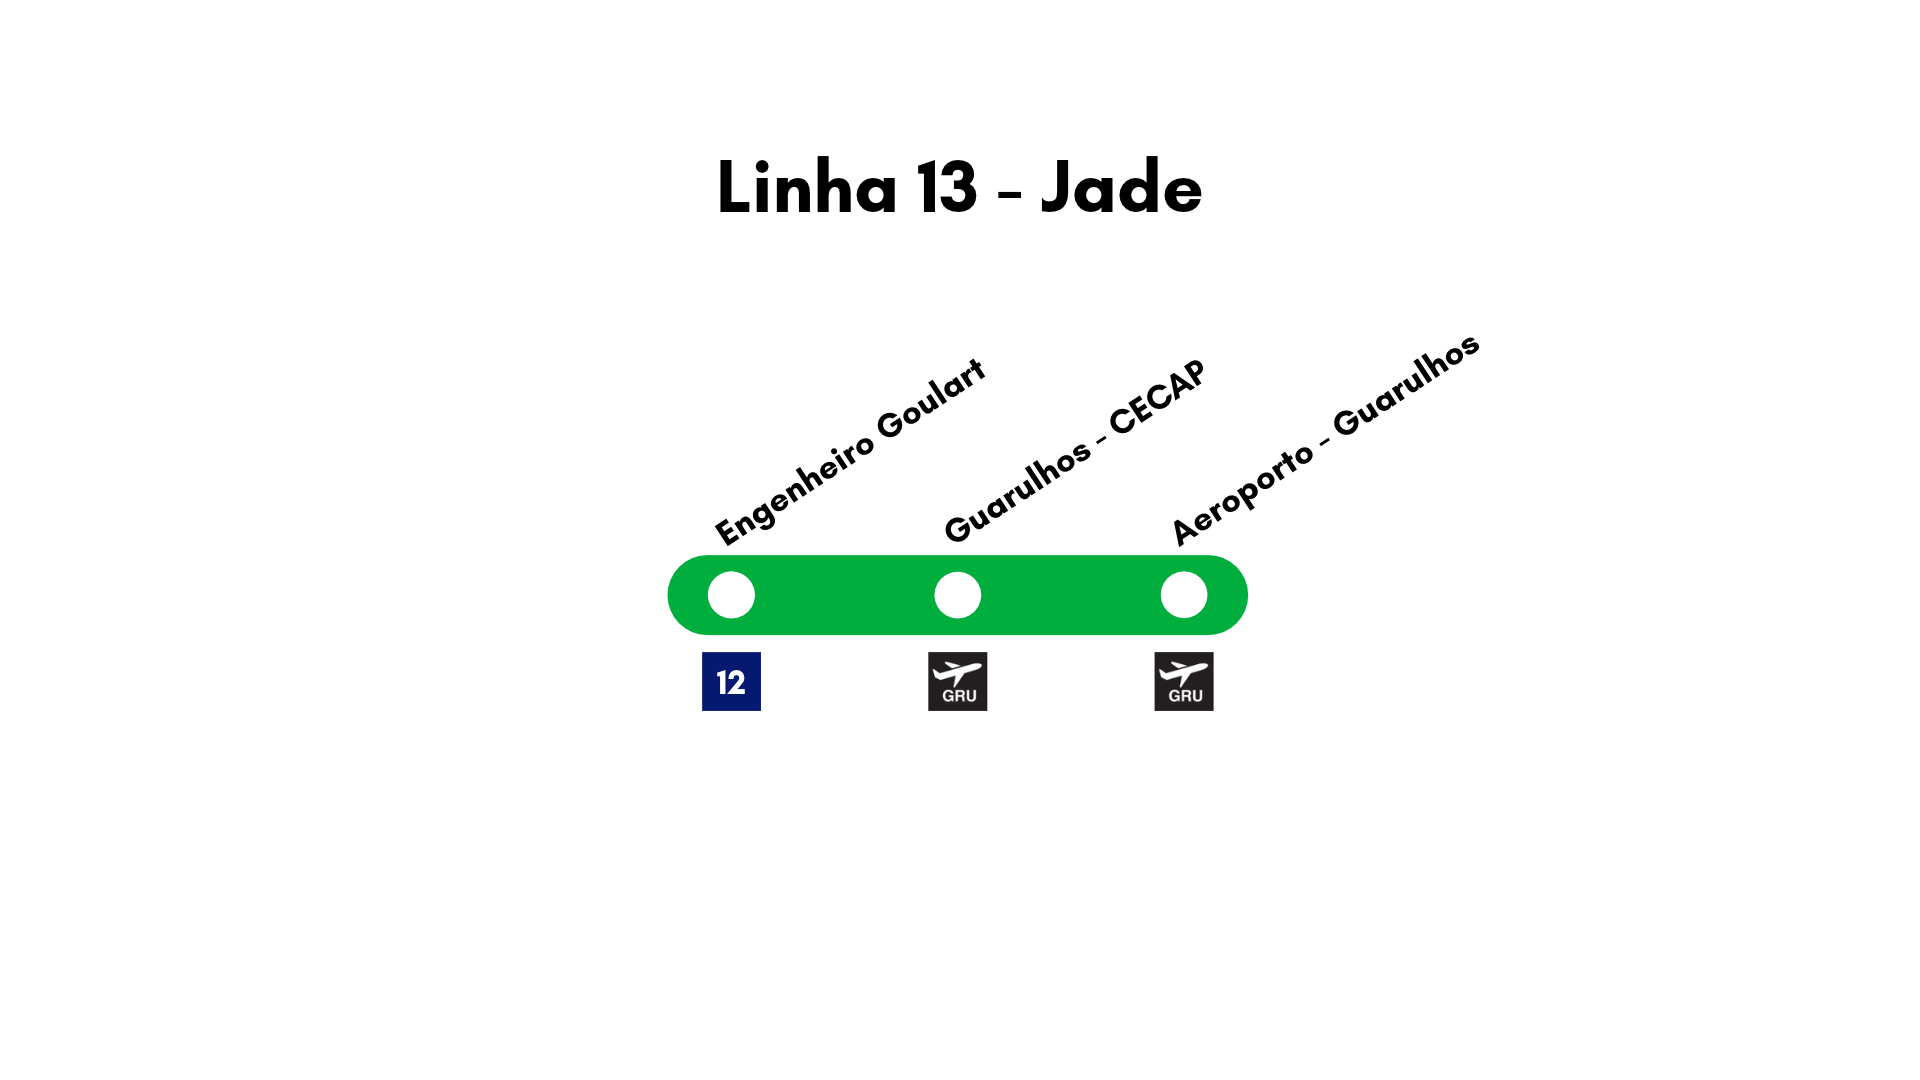 Linha 13 - Jade
Engenheiro Goulart
Guarulhos - CECAP
Aeroporto - Guarulhos
12
GRU
GRU